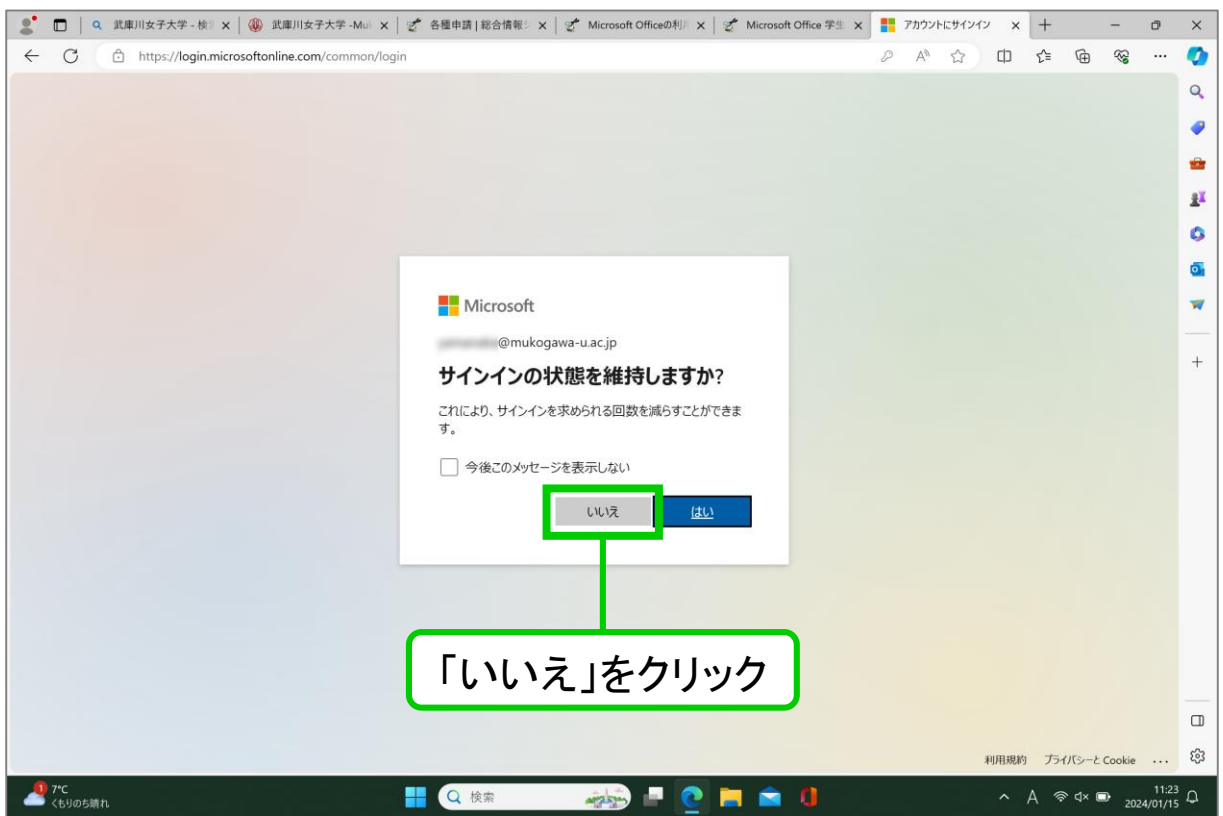 武庫川女子大学 - 検
武庫川女子大学 -Mu
各種申請 | 総合情報
Microsoft Officeの利
Microsoft Office 学生
アカウントにサインイン
https://login.microsoftonline.com/common/login
Microsoft
@mukogawa-u.ac.jp
サインインの状態を維持しますか?
これにより、サインインを求められる回数を減らすことができま
す。
今後このメッセージを表示しない
いいえ
はい
「いいえ」をクリック
利用規約
プライバシーと Cookie
...
1
7°C
くもりのち晴れ
検索
A
11:23
2024/01/15